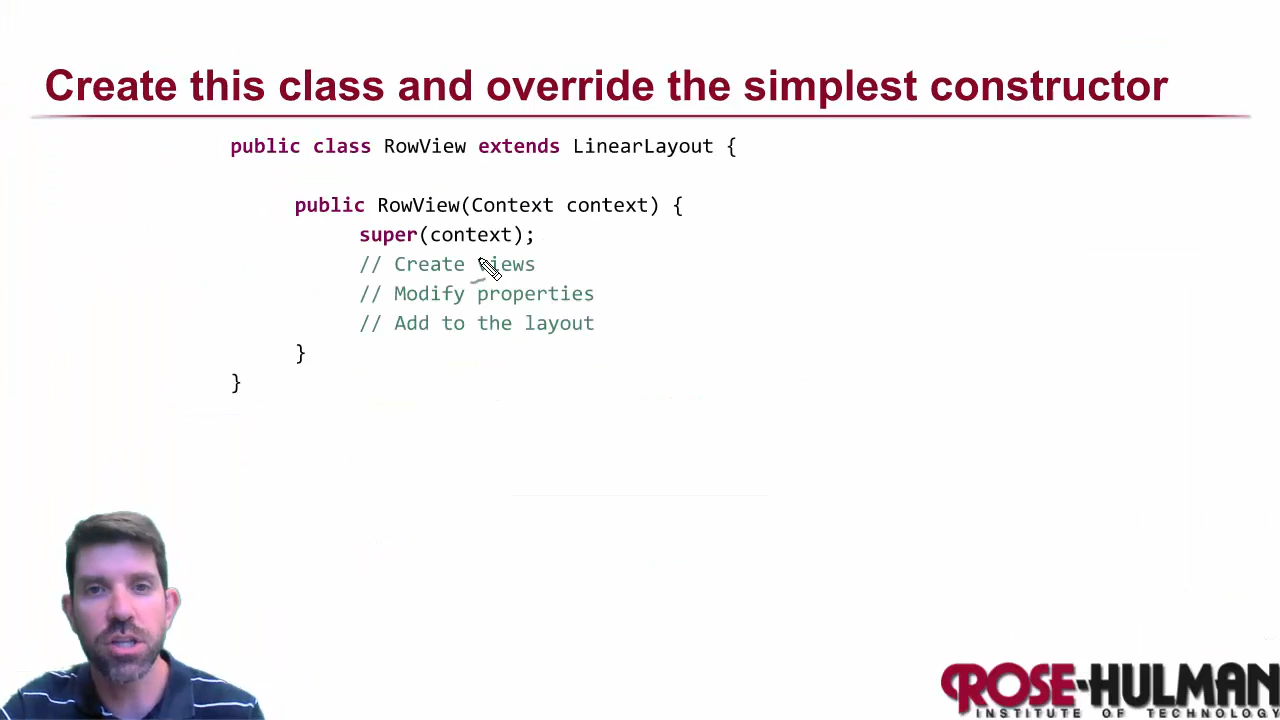 Create this class and override the simplest constructor
public class RowView extends LinearLayout {
public RowView(Context context) {
super(context);
// Create views
// Modify properties
// Add to the layout
}
}
ROSE-HULMAN
INSTITUTE OF TECHNOLOGY